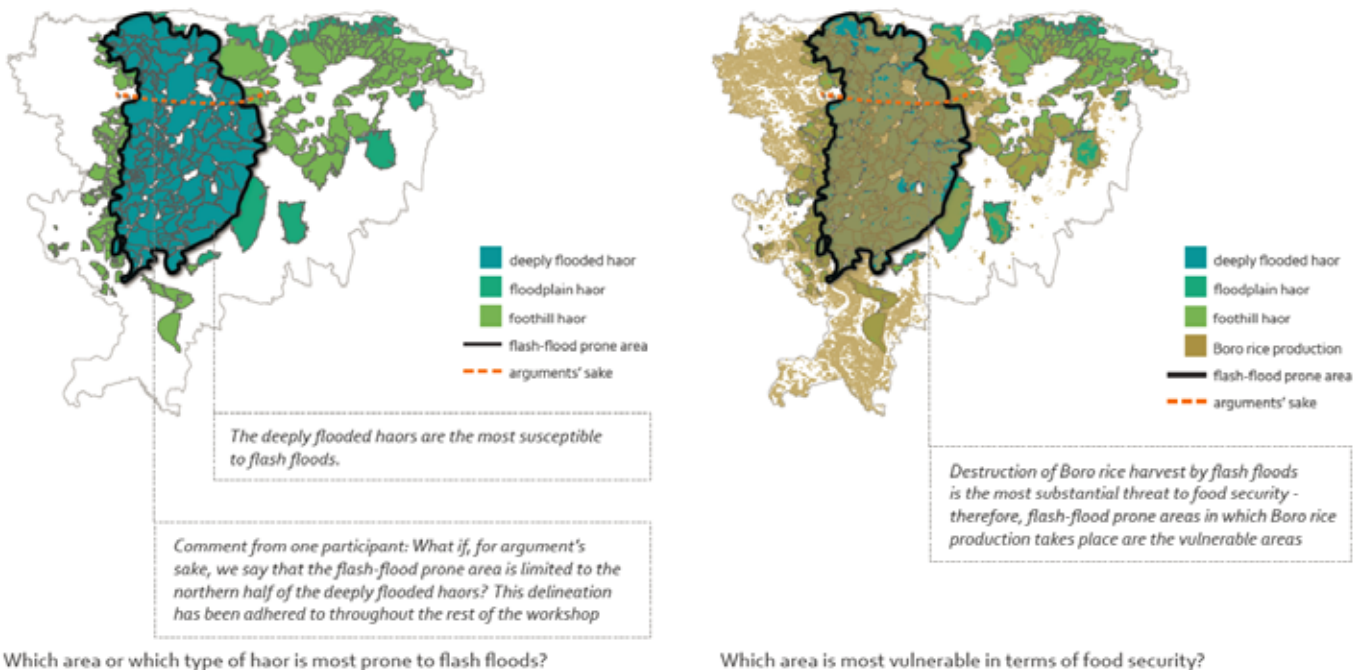 deeply flooded haor
floodplain haor
foothill haor
flash-flood prone area
arguments' sake
The deeply flooded haors are the most susceptible
to flash floods.
Comment from one participant: What if, for argument's
sake, we say that the flash-flood prone area is limited to the
northern half of the deeply flooded haors? This delineation
has been adhered to throughout the rest of the workshop
Which area or which type of haor is most prone to flash floods?
deeply flooded haor
floodplain haor
foothill haor
Boro rice production
flash-flood prone area
arguments' sake
Destruction of Boro rice harvest by flash floods
is the most substantial threat to food security -
therefore, flash-flood prone areas in which Boro rice
production takes place are the vulnerable areas
Which area is most vulnerable in terms of food security?